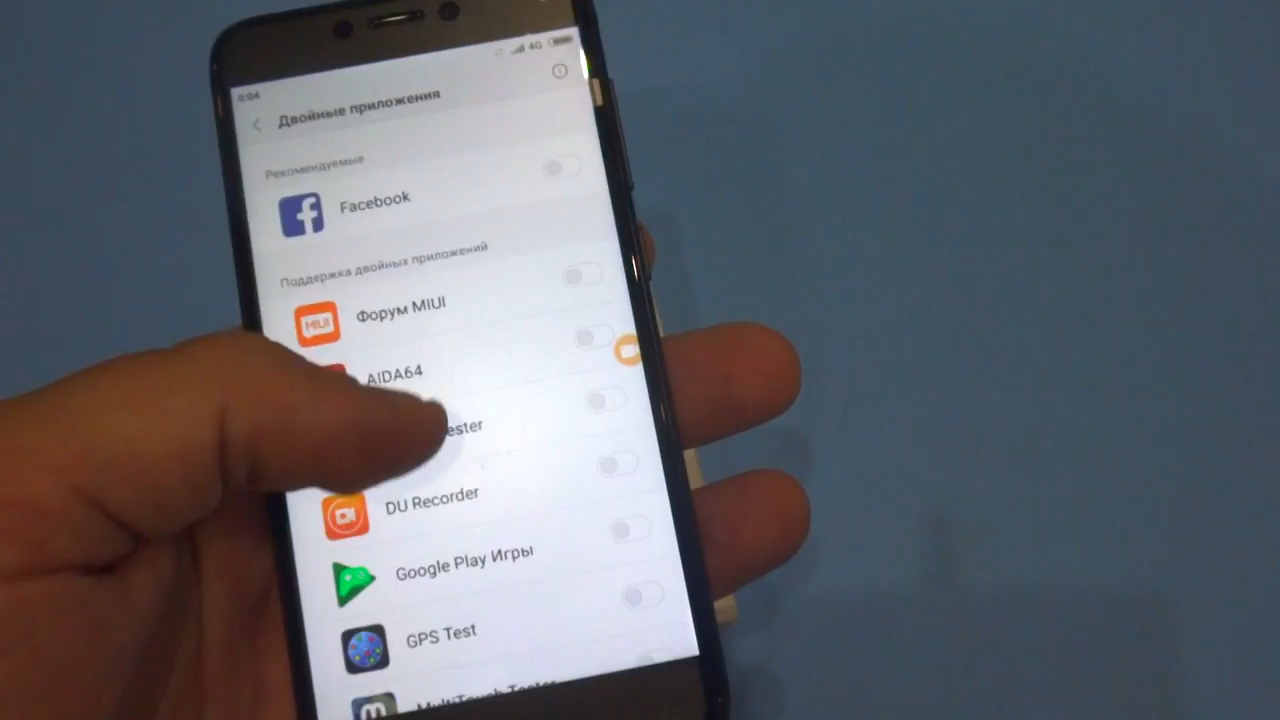 4G
0:04
Двойные приложения
Рекомендуемые
Facebook
Поддержка двойных приложений
MIUI
Форум MIUI
AIDA64
DU Recorder
Google Play Игры
GPS Test